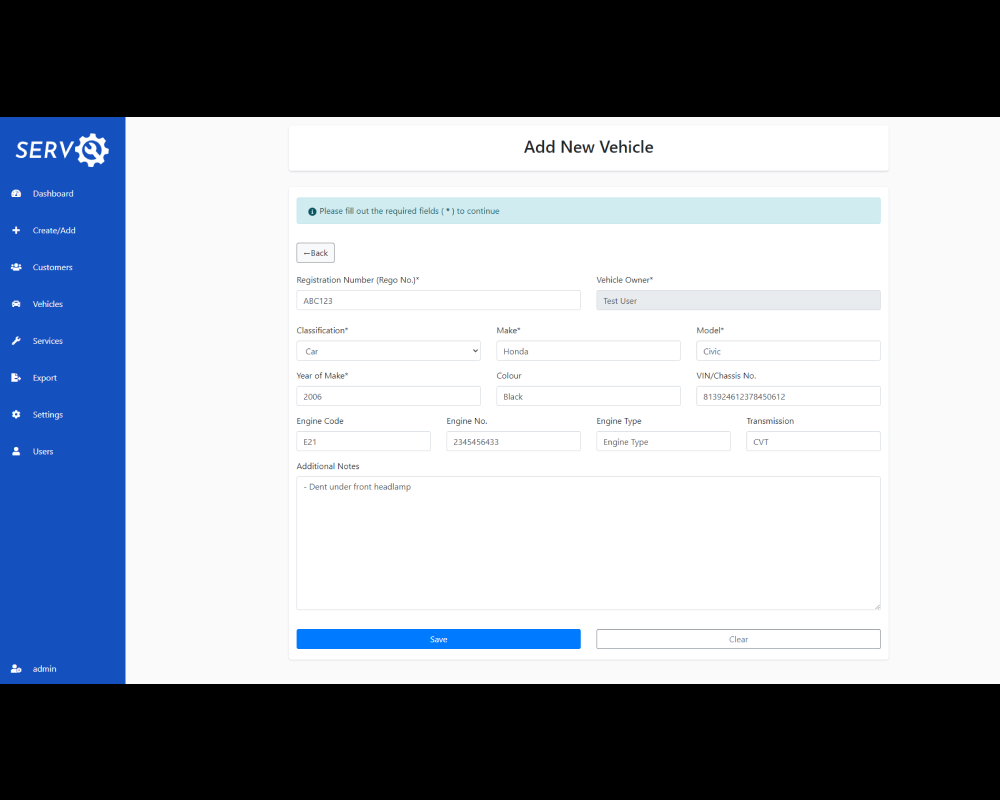 SERVO
Dashboard
Create/Add
Customers
Vehicles
Services
Export
Settings
Users
admin
Add New Vehicle
Please fill out the required fields ( * ) to continue
←Back
Registration Number (Rego No.)* Vehicle Owner*
ABC123 Test User
Classification* Make* Model*
Car Honda Civic
Year of Make* Colour VIN/Chassis No.
2006 Black 813924612378450612
Engine Code Engine No. Engine Type Transmission
E21 2345456433 Engine Type CVT
Additional Notes
- Dent under front headlamp
Save Clear